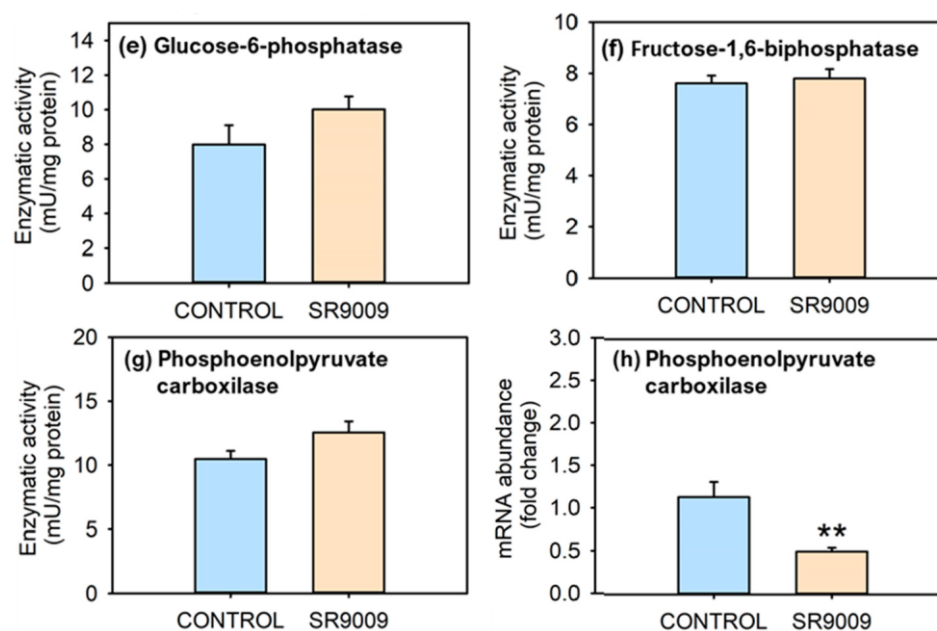 (e) Glucose-6-phosphatase
Enzymatic activity
(mU/mg protein)
14
12
10
8
6
4
2
0
CONTROL SR9009
(f) Fructose-1,6-biphosphatase
Enzymatic activity
(mU/mg protein)
10
8
6
4
2
0
CONTROL SR9009
(g) Phosphoenolpyruvate
carboxilase
Enzymatic activity
(mU/mg protein)
20
15
10
5
0
CONTROL SR9009
(h) Phosphoenolpyruvate
carboxilase
mRNA abundance
(fold change)
3.0
2.5
2.0
1.5
1.0
0.5
0.0
**
CONTROL SR9009